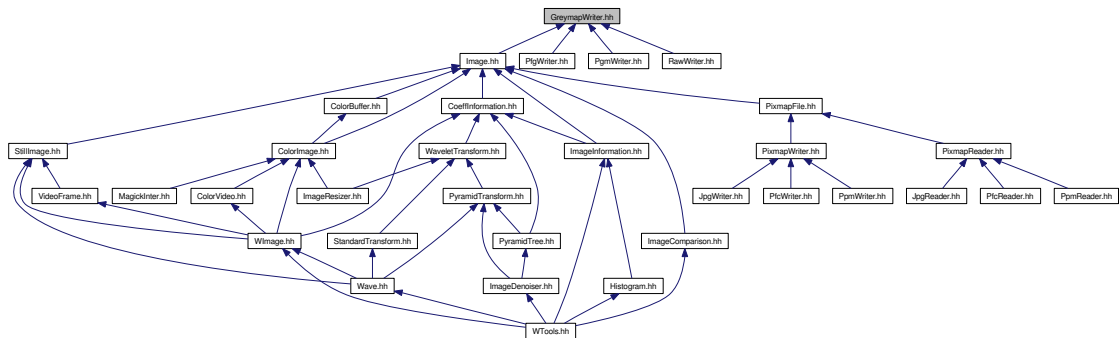 GreymapWriter.hh
Image.hh
PfgWriter.hh
PgmWriter.hh
RawWriter.hh
ColorBuffer.hh
CoeffInformation.hh
PixmapFile.hh
StillImage.hh
ColorImage.hh
WaveletTransform.hh
ImageInformation.hh
PixmapWriter.hh
PixmapReader.hh
VideoFrame.hh
MagickInter.hh
ColorVideo.hh
ImageResizer.hh
PyramidTransform.hh
JpgWriter.hh
PfcWriter.hh
PpmWriter.hh
JpgReader.hh
PfcReader.hh
PpmReader.hh
WImage.hh
StandardTransform.hh
PyramidTree.hh
ImageComparison.hh
Wave.hh
ImageDenoiser.hh
Histogram.hh
WTools.hh